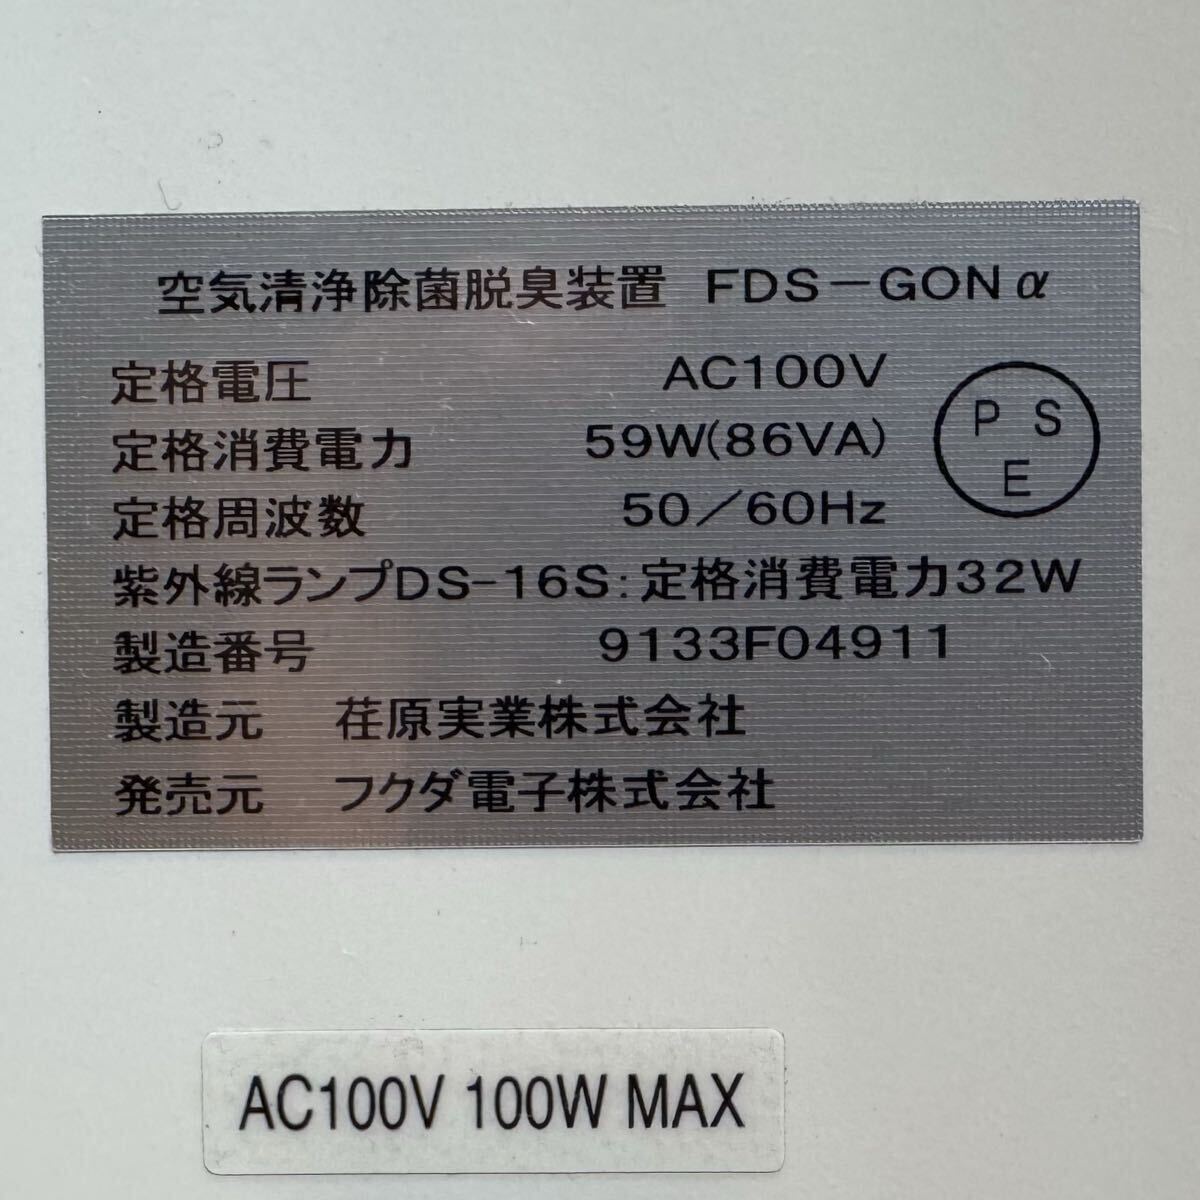 空気清浄除菌脱臭装置 FDS－GONα
定格電圧 AC100V
定格消費電力 59W(86VA)
定格周波数 50／60Hz
PSE
紫外線ランプDS-16S：定格消費電力32W
製造番号 9133F04911
製造元 荏原実業株式会社
発売元 フクダ電子株式会社
AC100V 100W MAX